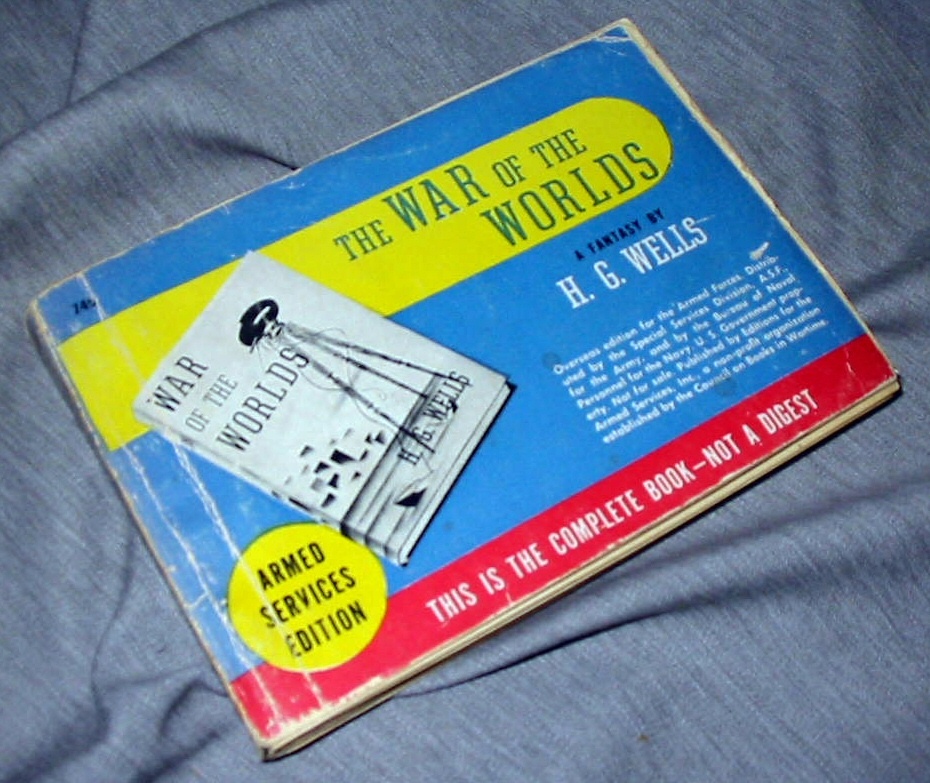 745
THE WAR OF THE
WORLDS
A FANTASY BY
H. G. WELLS
Overseas edition for the Armed Forces. Distrib-
uted by the Special Services Division, A.S.F.,
for the Army, and by the Bureau of Naval
Personnel for the Navy. U. S. Government prop-
erty. Not for sale. Published by Editions for the
Armed Services, Inc., a non-profit organization
established by the Council on Books in Wartime
WAR
OF THE
WORLDS
H. G. WELLS
ARMED
SERVICES
EDITION
THIS IS THE COMPLETE BOOK—NOT A DIGEST